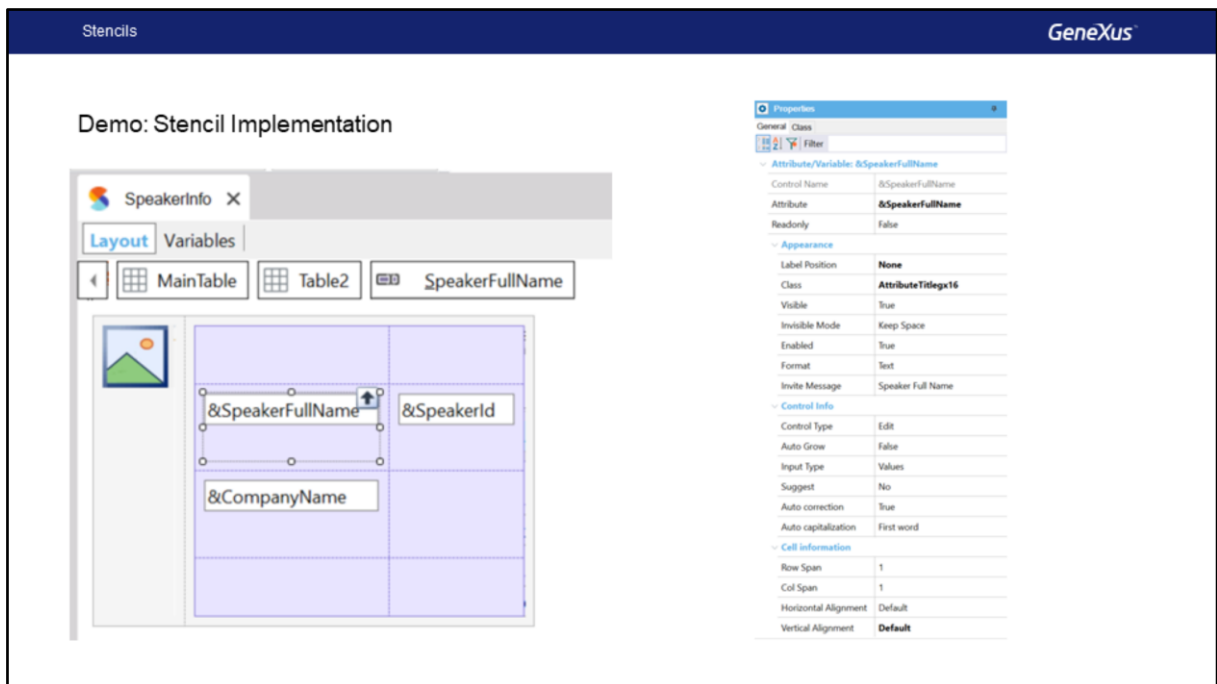 Stencils
GeneXus™
Demo: Stencil Implementation
SpeakerInfo
Layout Variables
MainTable Table2 SpeakerFullName
&SpeakerFullName &SpeakerId
&CompanyName
Properties
General Class
Filter
Attribute/Variable: &SpeakerFullName
Control Name &SpeakerFullName
Attribute &SpeakerFullName
Readonly False
Appearance
Label Position None
Class AttributeTitlegx16
Visible True
Invisible Mode Keep Space
Enabled True
Format Text
Invite Message Speaker Full Name
Control Info
Control Type Edit
Auto Grow False
Input Type Values
Suggest No
Auto correction True
Auto capitalization First word
Cell information
Row Span 1
Col Span 1
Horizontal Alignment Default
Vertical Alignment Default